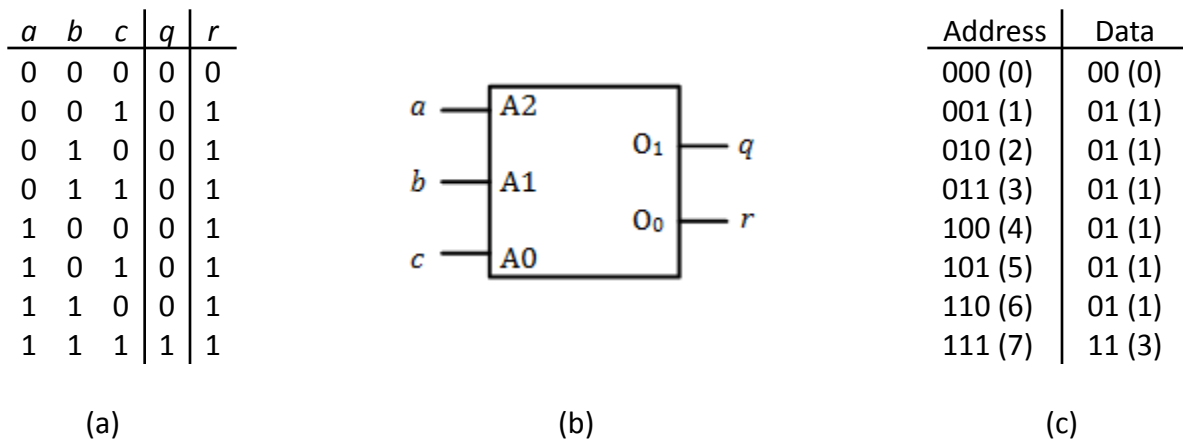 a b c q r
0 0 0 0 0
0 0 1 0 1
0 1 0 0 1
0 1 1 0 1
1 0 0 0 1
1 0 1 0 1
1 1 0 0 1
1 1 1 1 1
(a)
a A2
O₁ q
b A1
O₀ r
c A0
(b)
Address Data
000 (0) 00 (0)
001 (1) 01 (1)
010 (2) 01 (1)
011 (3) 01 (1)
100 (4) 01 (1)
101 (5) 01 (1)
110 (6) 01 (1)
111 (7) 11 (3)
(c)